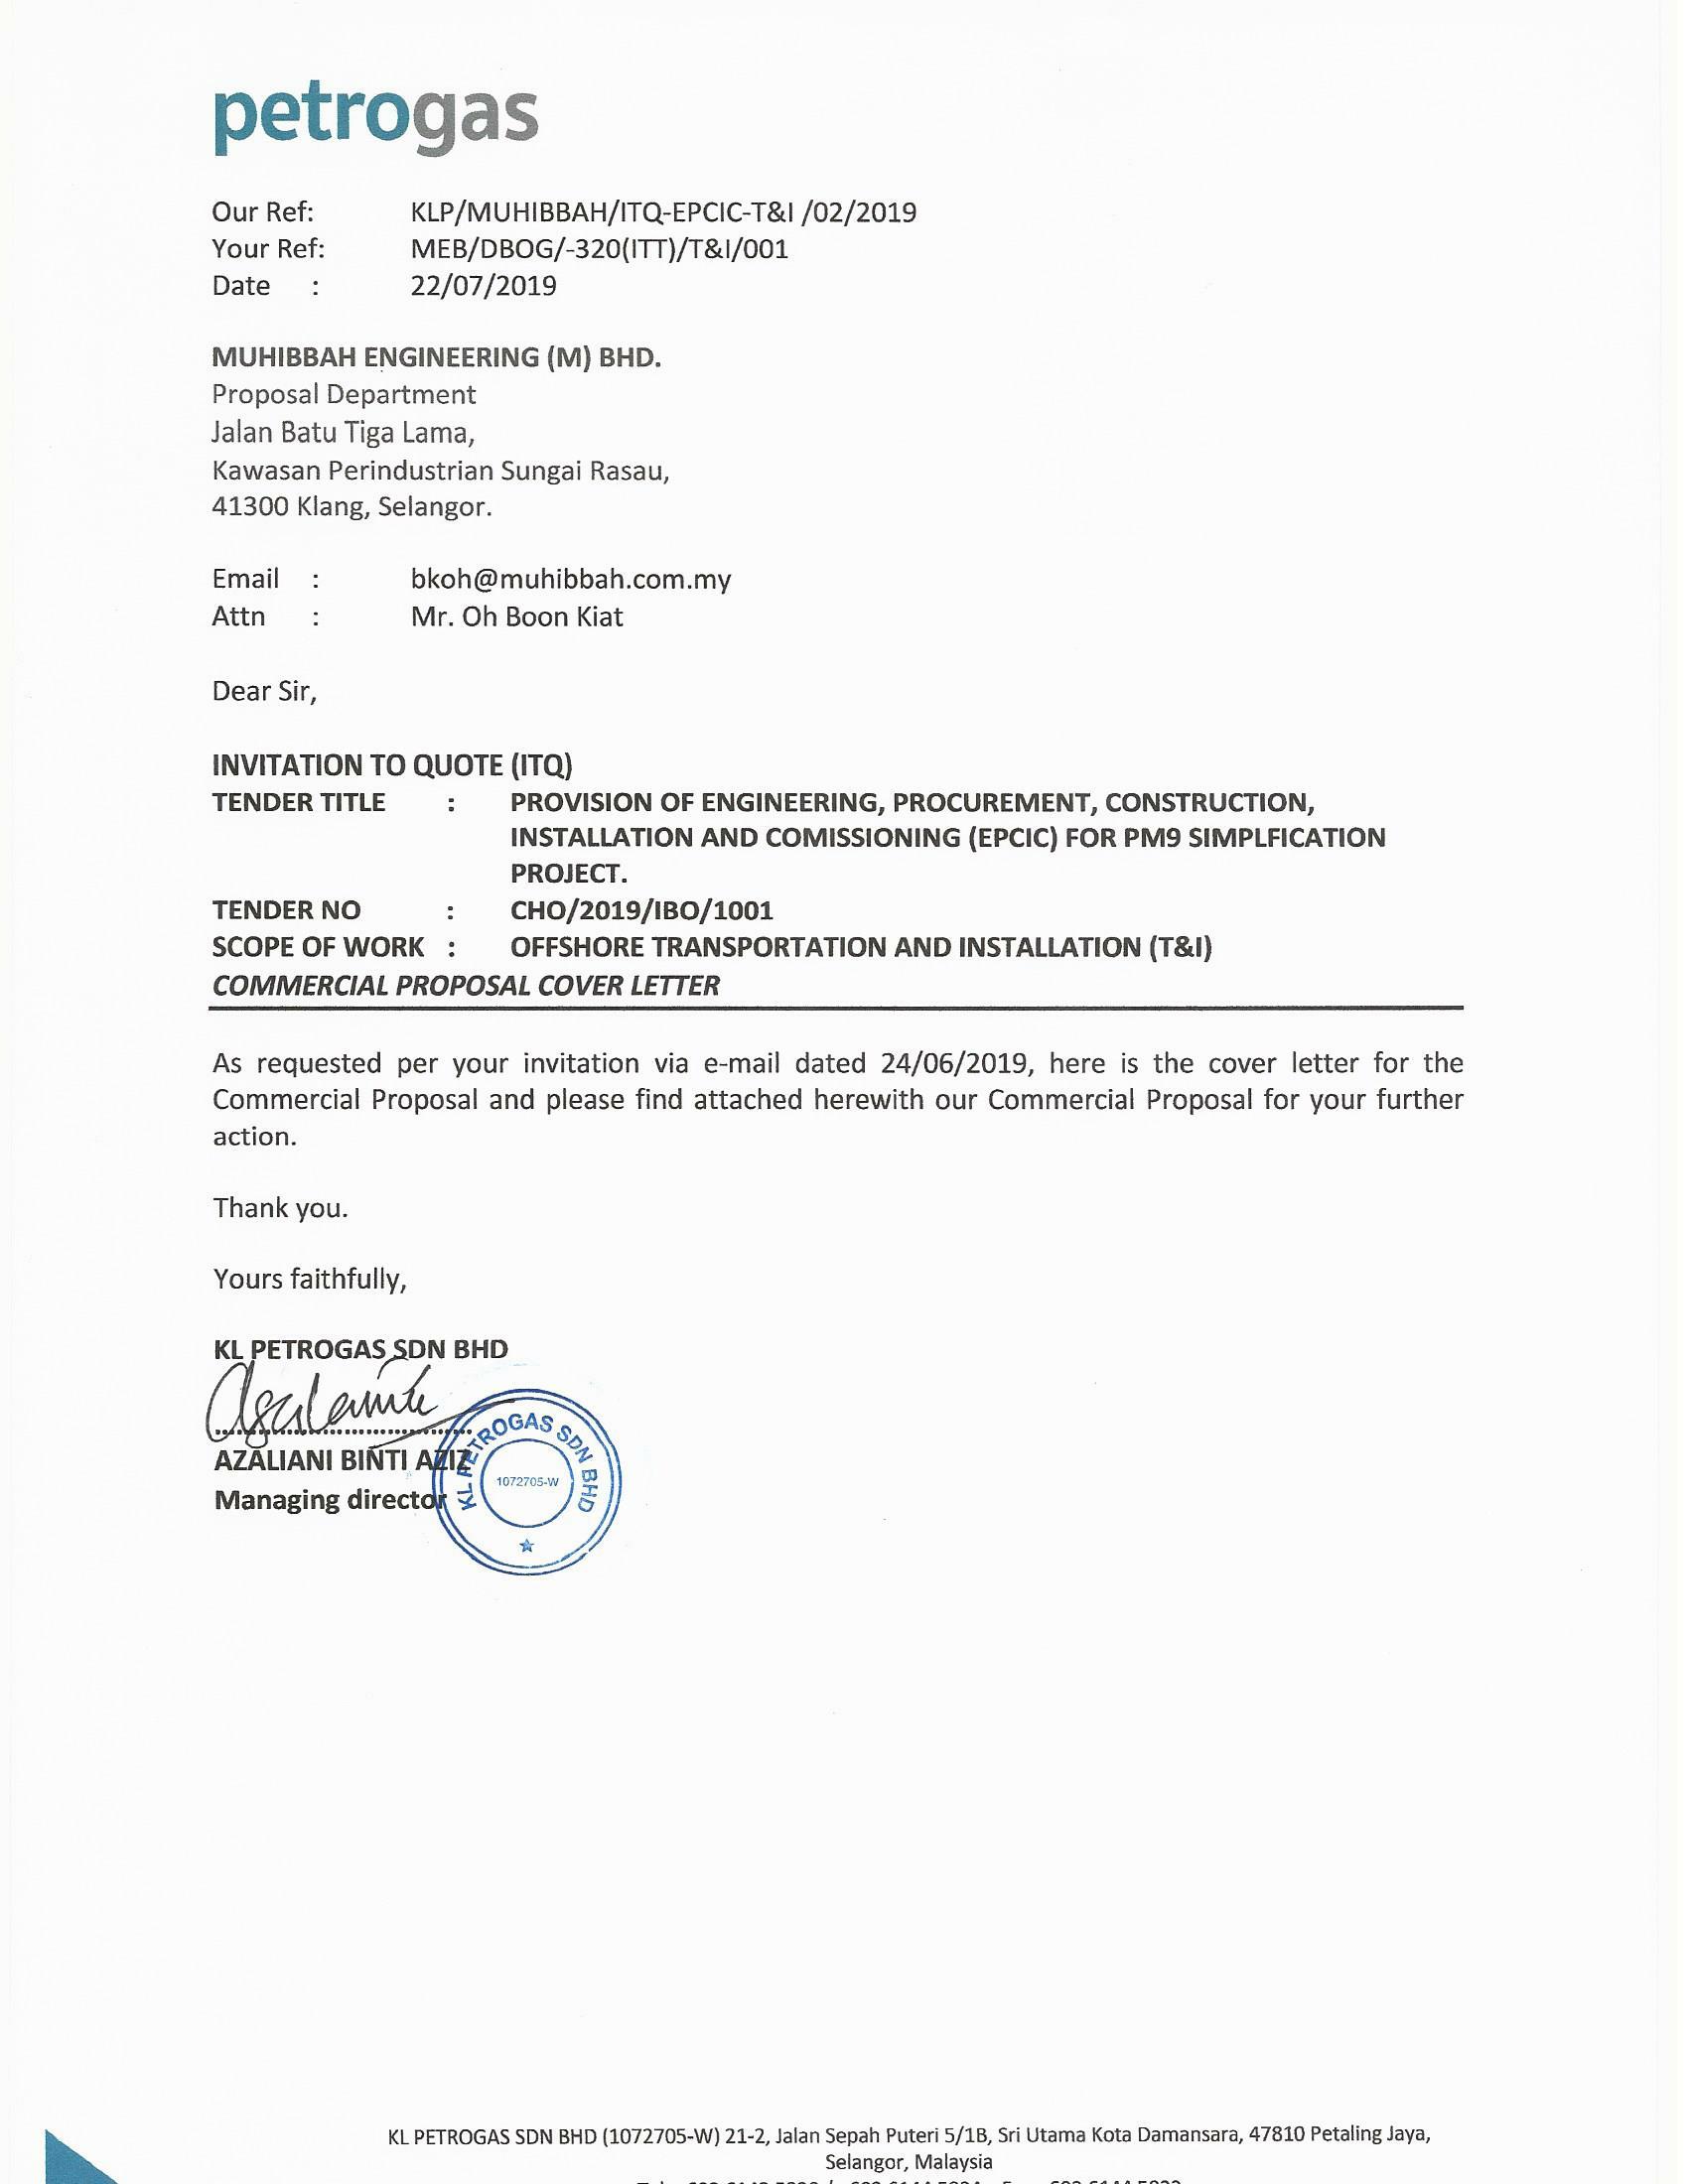 petrogas
Our Ref: KLP/MUHIBBAH/ITQ-EPCIC-T&I /02/2019
Your Ref: MEB/DBOG/-320(ITT)/T&I/001
Date : 22/07/2019
MUHIBBAH ENGINEERING (M) BHD.
Proposal Department
Jalan Batu Tiga Lama,
Kawasan Perindustrian Sungai Rasau,
41300 Klang, Selangor.
Email : bkoh@muhibbah.com.my
Attn : Mr. Oh Boon Kiat
Dear Sir,
INVITATION TO QUOTE (ITQ)
TENDER TITLE : PROVISION OF ENGINEERING, PROCUREMENT, CONSTRUCTION,
INSTALLATION AND COMISSIONING (EPCIC) FOR PM9 SIMPLFICATION
PROJECT.
TENDER NO : CHO/2019/IBO/1001
SCOPE OF WORK : OFFSHORE TRANSPORTATION AND INSTALLATION (T&I)
COMMERCIAL PROPOSAL COVER LETTER
As requested per your invitation via e-mail dated 24/06/2019, here is the cover letter for the
Commercial Proposal and please find attached herewith our Commercial Proposal for your further
action.
Thank you.
Yours faithfully,
KL PETROGAS SDN BHD
AZALIANI BINTI AZIZ
Managing director
KL PETROGAS SDN BHD
1072705-W
KL PETROGAS SDN BHD (1072705-W) 21-2, Jalan Sepah Puteri 5/1B, Sri Utama Kota Damansara, 47810 Petaling Jaya,
Selangor, Malaysia